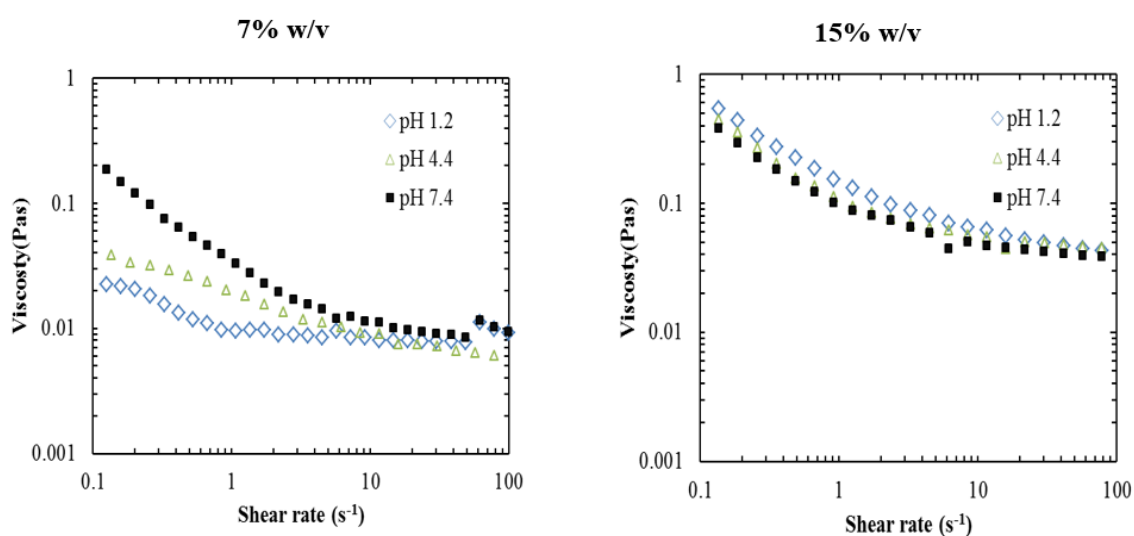 7% w/v
1
0.1
0.01
0.001
0.1
1
10
100
Viscosty(Pas)
Shear rate (s⁻¹)
pH 1.2
pH 4.4
pH 7.4
15% w/v
1
0.1
0.01
0.001
0.1
1
10
100
Viscosty(Pas)
Shear rate (s⁻¹)
pH 1.2
pH 4.4
pH 7.4